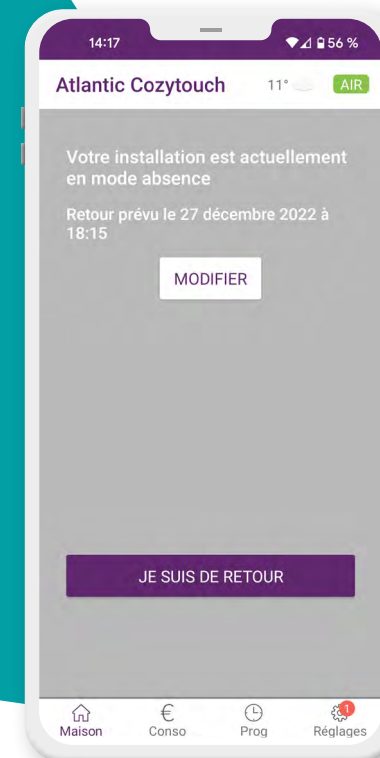 14:17 56 %
Atlantic Cozytouch 11° AIR
Votre installation est actuellement
en mode absence
Retour prévu le 27 décembre 2022 à
18:15
MODIFIER
JE SUIS DE RETOUR
€ 1
Maison Conso Prog Réglages